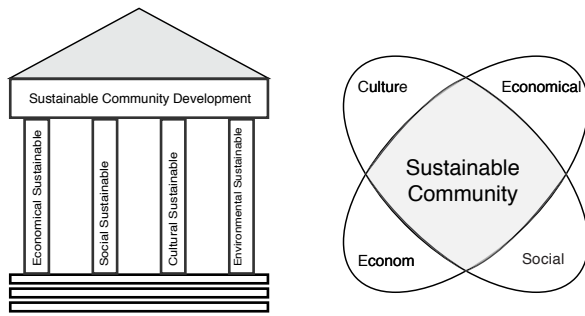 Sustainable Community Development
Economical Sustainable
Social Sustainable
Cultural Sustainable
Environmental Sustainable
Culture
Economical
Sustainable
Community
Econom
Social